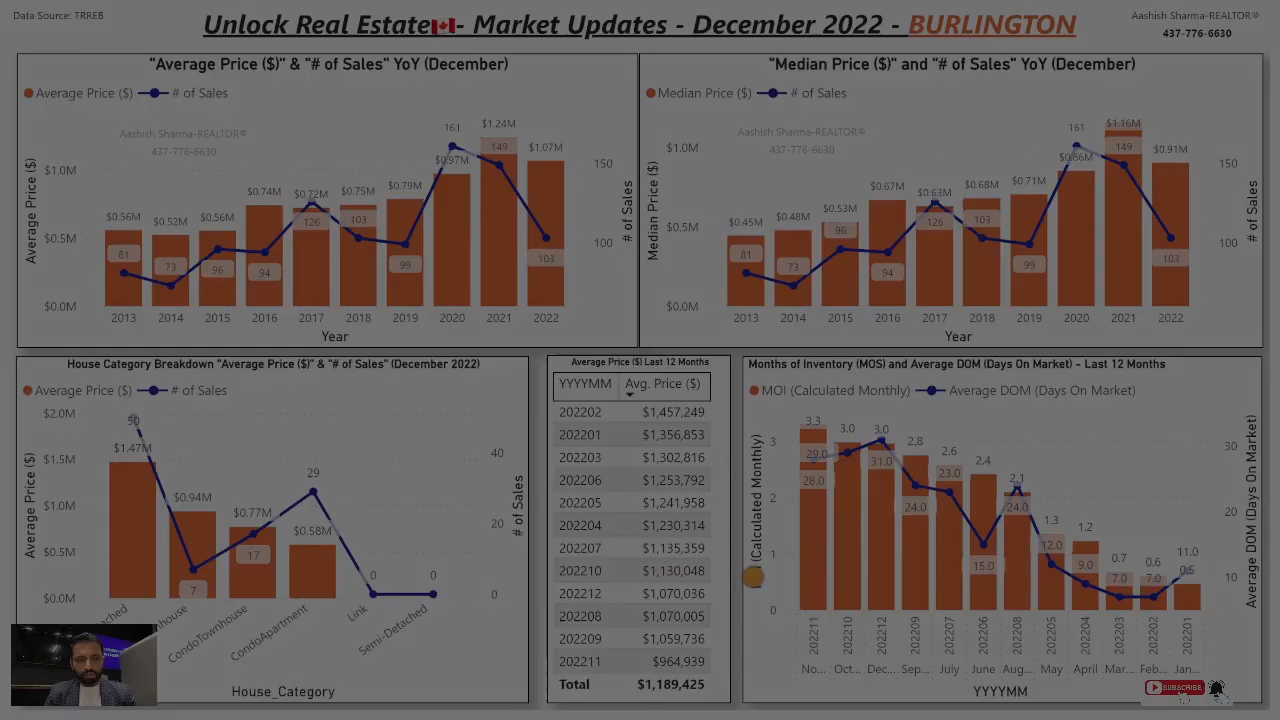 Data Source: TRREB
Unlock Real Estate - Market Updates - December 2022 - BURLINGTON
Aashish Sharma-REALTOR®
437-776-6630
"Average Price ($)" & "# of Sales" YoY (December)
Average Price ($) # of Sales
Aashish Sharma-REALTOR®
437-776-6630
Average Price ($)
$1.0M
$0.5M
$0.0M
$0.56M $0.52M $0.56M $0.74M $0.72M $0.75M $0.79M $0.97M $1.24M $1.07M
81 73 96 94 126 103 99 161 149 103
150
100
# of Sales
2013 2014 2015 2016 2017 2018 2019 2020 2021 2022
Year
"Median Price ($)" and "# of Sales" YoY (December)
Median Price ($) # of Sales
Aashish Sharma-REALTOR®
437-776-6630
Median Price ($)
$1.0M
$0.5M
$0.0M
$0.45M $0.48M $0.53M $0.67M $0.63M $0.68M $0.71M $0.86M $1.16M $0.91M
81 73 96 94 126 103 99 161 149 103
150
100
# of Sales
2013 2014 2015 2016 2017 2018 2019 2020 2021 2022
Year
House Category Breakdown "Average Price ($)" & "# of Sales" (December 2022)
Average Price ($) # of Sales
Average Price ($)
$2.0M
$1.5M
$1.0M
$0.5M
$0.0M
$1.47M $0.94M $0.77M $0.58M
50 7 17 29 0 0
40
20
0
# of Sales
CondoTownhouse CondoApartment Link Semi-Detached
House_Category
Average Price ($) Last 12 Months
YYYYMM Avg. Price ($)
202202 $1,457,249
202201 $1,356,853
202203 $1,302,816
202206 $1,253,792
202205 $1,241,958
202204 $1,230,314
202207 $1,135,359
202210 $1,130,048
202212 $1,070,036
202208 $1,070,005
202209 $1,059,736
202211 $964,939
Total $1,189,425
Months of Inventory (MOS) and Average DOM (Days On Market) - Last 12 Months
MOI (Calculated Monthly) Average DOM (Days On Market)
(Calculated Monthly)
3
2
1
0
3.3 3.0 3.0 2.8 2.6 2.4 2.1 1.3 1.2 0.7 0.6 0.5
29.0 28.0 31.0 24.0 23.0 15.0 24.0 12.0 9.0 7.0 7.0 11.0
30
20
10
Average DOM (Days On Market)
202211 202210 202212 202209 202207 202206 202208 202205 202204 202203 202202 202201
No... Oct... Dec... Sep... July June Aug... May April Mar... Feb... Jan...
YYYYMM
SUBSCRIBE